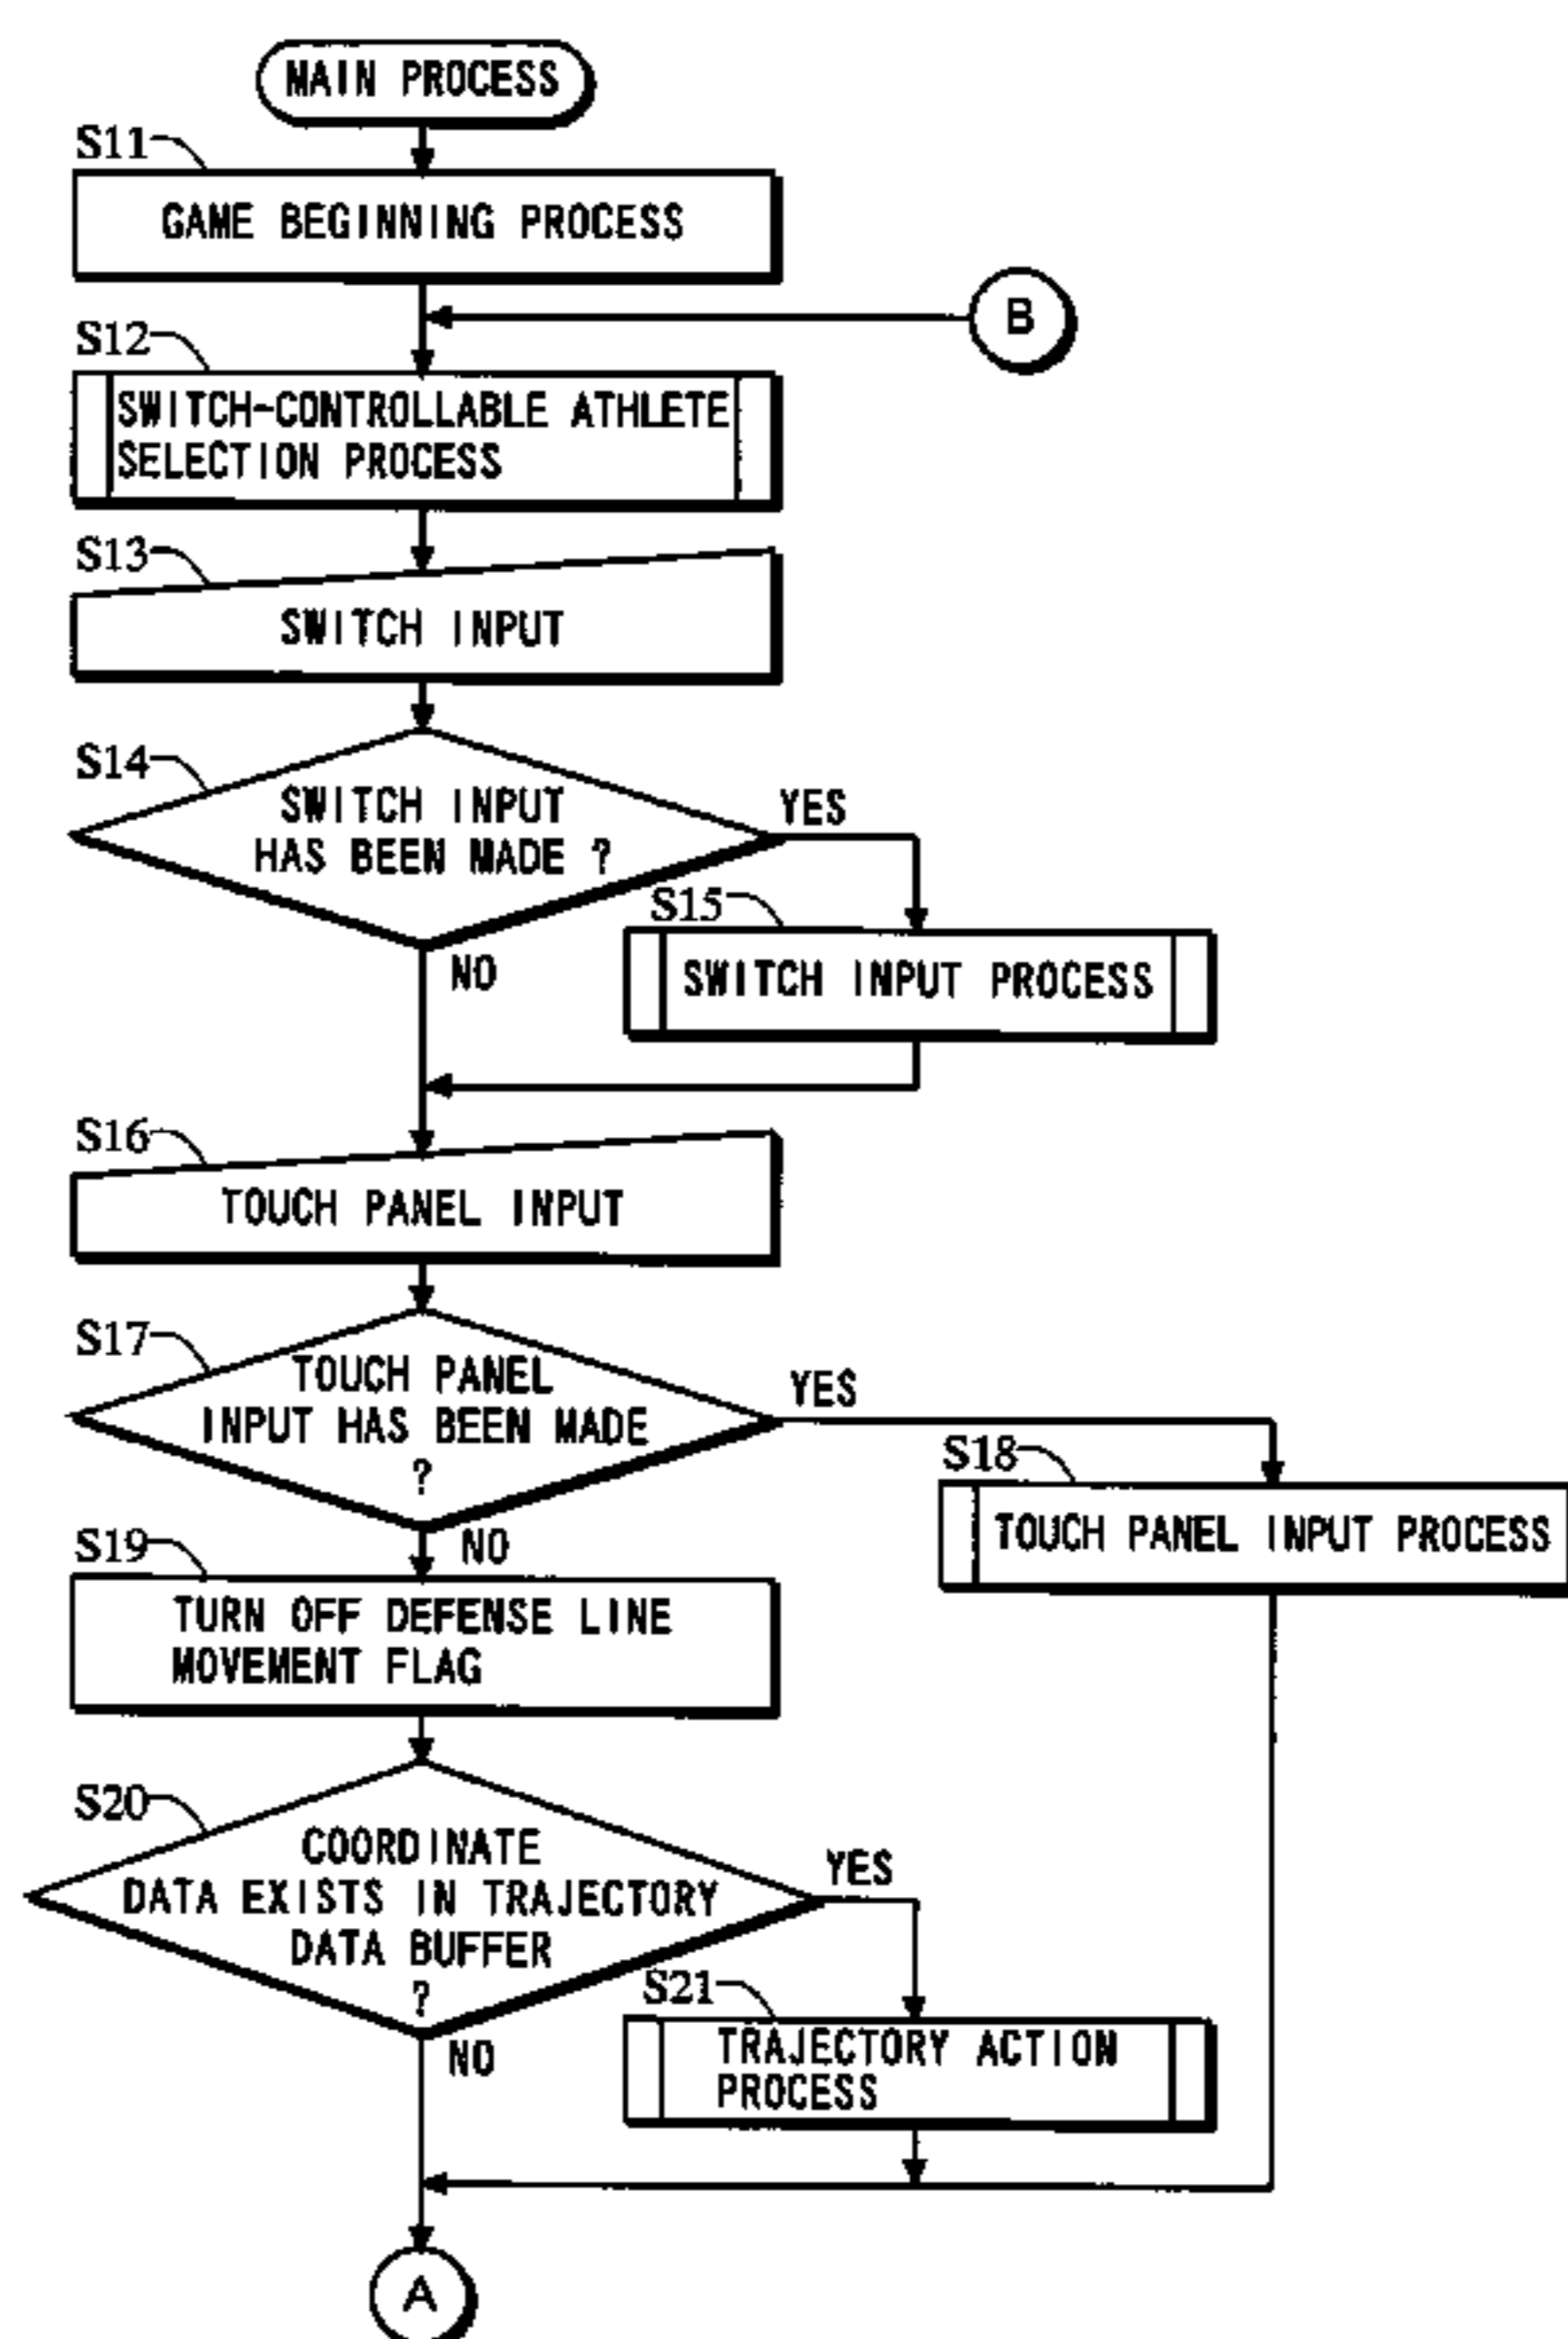 MAIN PROCESS
S11
GAME BEGINNING PROCESS
B
S12
SWITCH-CONTROLLABLE ATHLETE
SELECTION PROCESS
S13
SWITCH INPUT
S14
SWITCH INPUT
HAS BEEN MADE ?
YES
S15
SWITCH INPUT PROCESS
NO
S16
TOUCH PANEL INPUT
S17
TOUCH PANEL
INPUT HAS BEEN MADE
?
YES
S18
TOUCH PANEL INPUT PROCESS
NO
S19
TURN OFF DEFENSE LINE
MOVEMENT FLAG
S20
COORDINATE
DATA EXISTS IN TRAJECTORY
DATA BUFFER
?
YES
S21
TRAJECTORY ACTION
PROCESS
NO
A